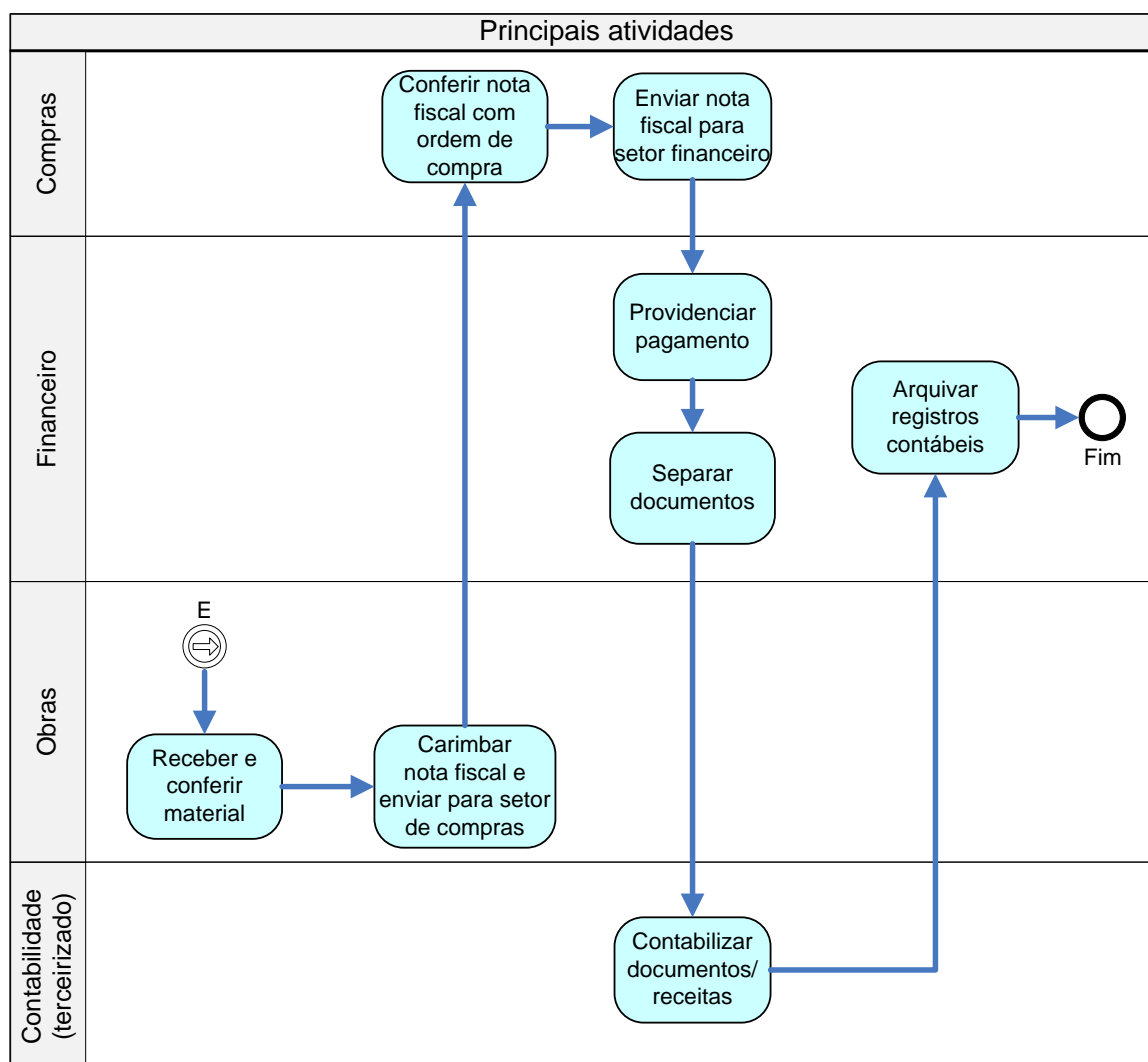 Principais atividades
Compras
Conferir nota
fiscal com
ordem de
compra
Enviar nota
fiscal para
setor financeiro
Financeiro
Providenciar
pagamento
Separar
documentos
Arquivar
registros
contábeis
Fim
Obras
E
Receber e
conferir
material
Carimbar
nota fiscal e
enviar para setor
de compras
Contabilidade
(terceirizado)
Contabilizar
documentos/
receitas